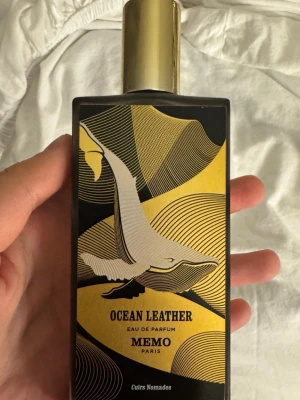 OCEAN LEATHER
EAU DE PARFUM
MEMO
PARIS
Cuirs Nomades